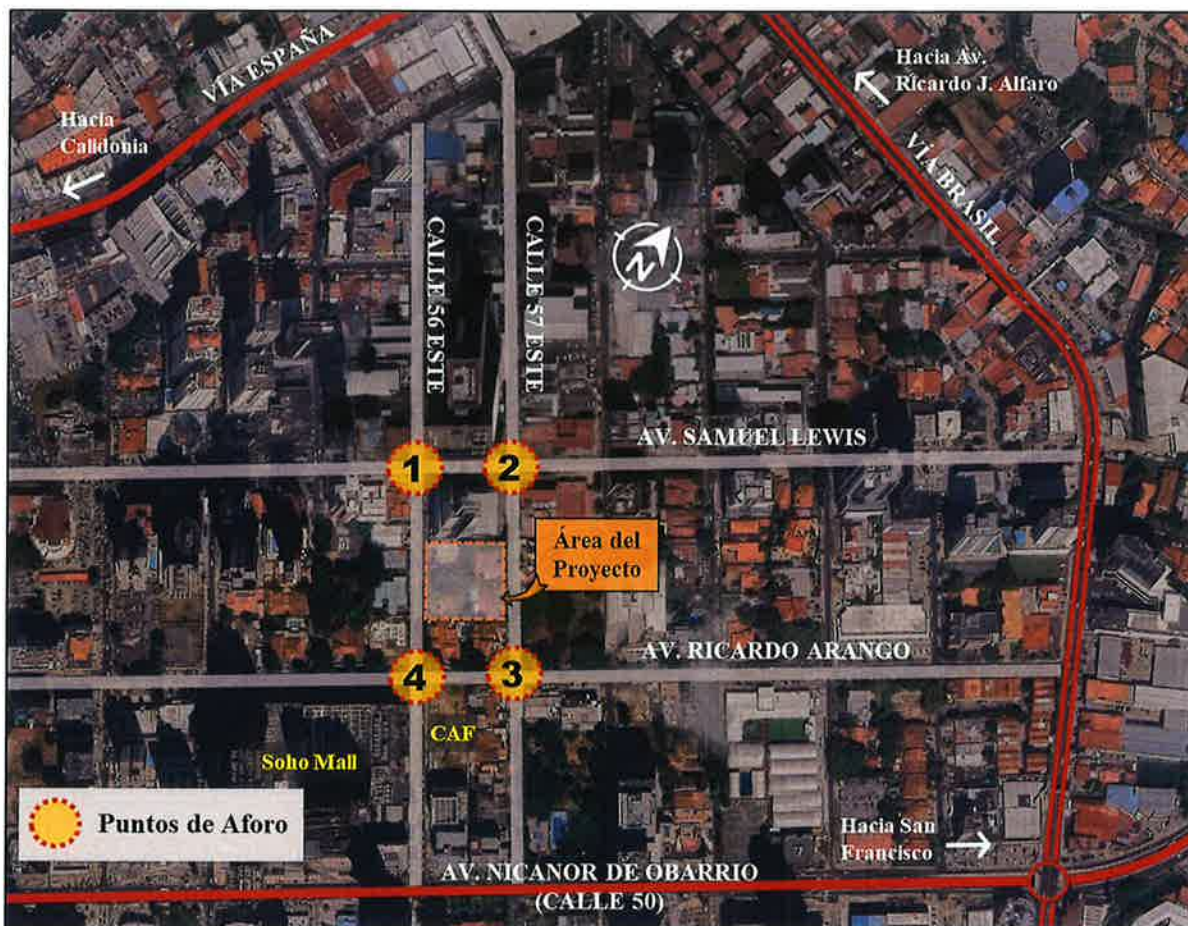 VÍA ESPAÑA
Hacia
Calidonia
Hacia Av.
Ricardo J. Alfaro
VÍA BRASIL
CALLE 56 ESTE
CALLE 57 ESTE
N
AV. SAMUEL LEWIS
1
2
Área del
Proyecto
AV. RICARDO ARANGO
4
3
CAF
Soho Mall
Puntos de Aforo
Hacia San
Francisco
AV. NICANOR DE OBARRIO
(CALLE 50)